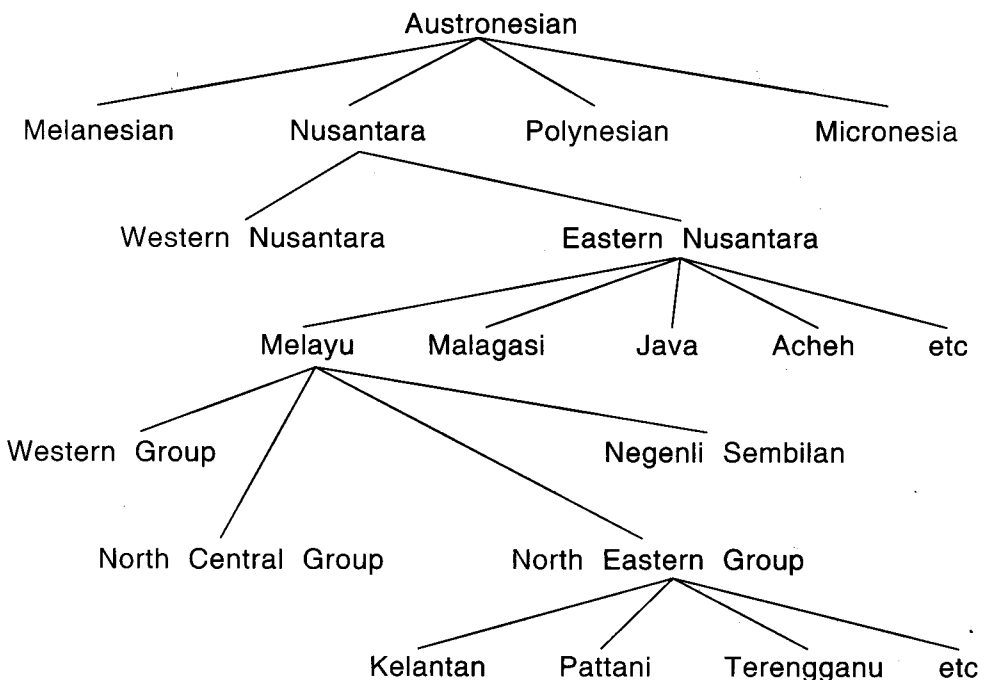 Austronesian
Melanesian Nusantara Polynesian Micronesia
Western Nusantara Eastern Nusantara
Melayu Malagasi Java Acheh etc
Western Group Negenli Sembilan
North Central Group North Eastern Group
Kelantan Pattani Terengganu etc